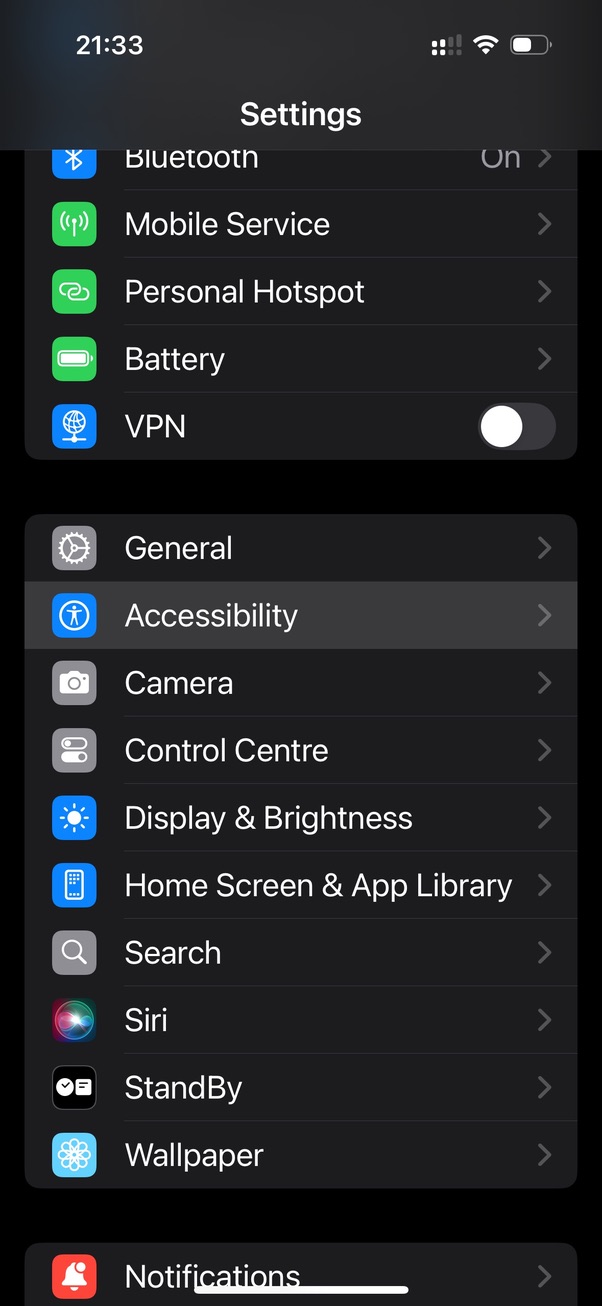 21:33
Settings
Bluetooth On
Mobile Service
Personal Hotspot
Battery
VPN
General
Accessibility
Camera
Control Centre
Display & Brightness
Home Screen & App Library
Search
Siri
StandBy
Wallpaper
Notifications